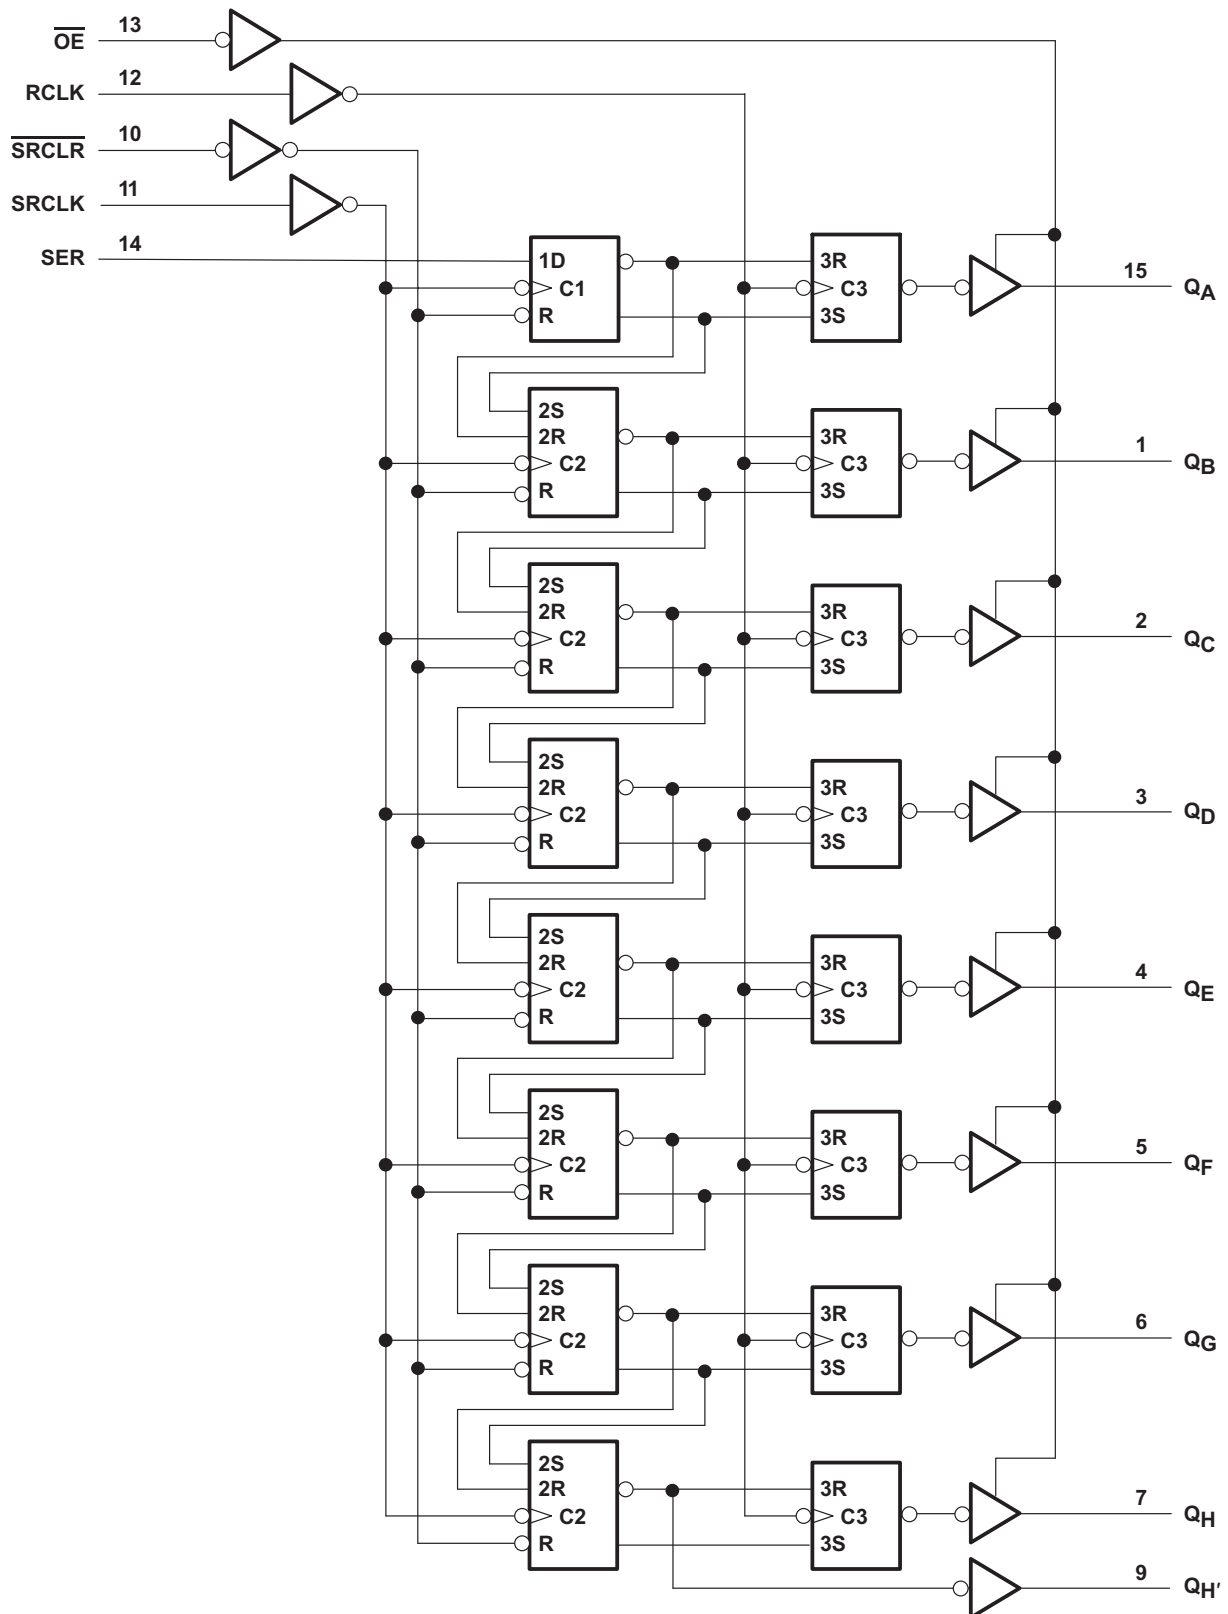 OE 13
RCLK 12
SRCLR 10
SRCLK 11
SER 14
1D
C1
R
3R
C3
3S
15 QA
2S
2R
C2
R
3R
C3
3S
1 QB
2S
2R
C2
R
3R
C3
3S
2 QC
2S
2R
C2
R
3R
C3
3S
3 QD
2S
2R
C2
R
3R
C3
3S
4 QE
2S
2R
C2
R
3R
C3
3S
5 QF
2S
2R
C2
R
3R
C3
3S
6 QG
2S
2R
C2
R
3R
C3
3S
7 QH
9 QH′